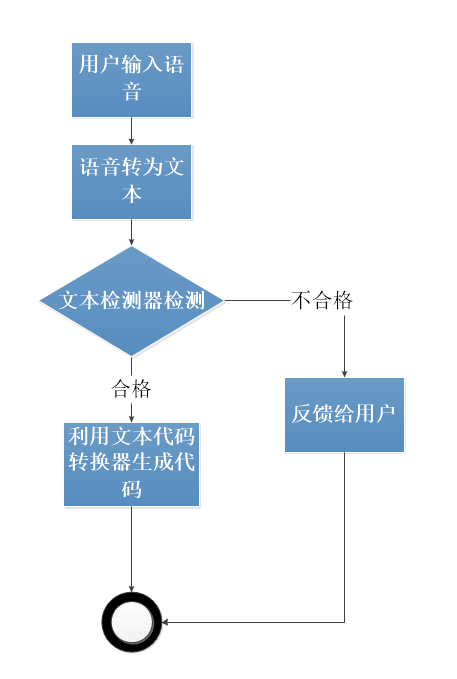 用户输入语
音
语音转为文
本
文本检测器检测
不合格
合格
反馈给用户
利用文本代码
转换器生成代
码